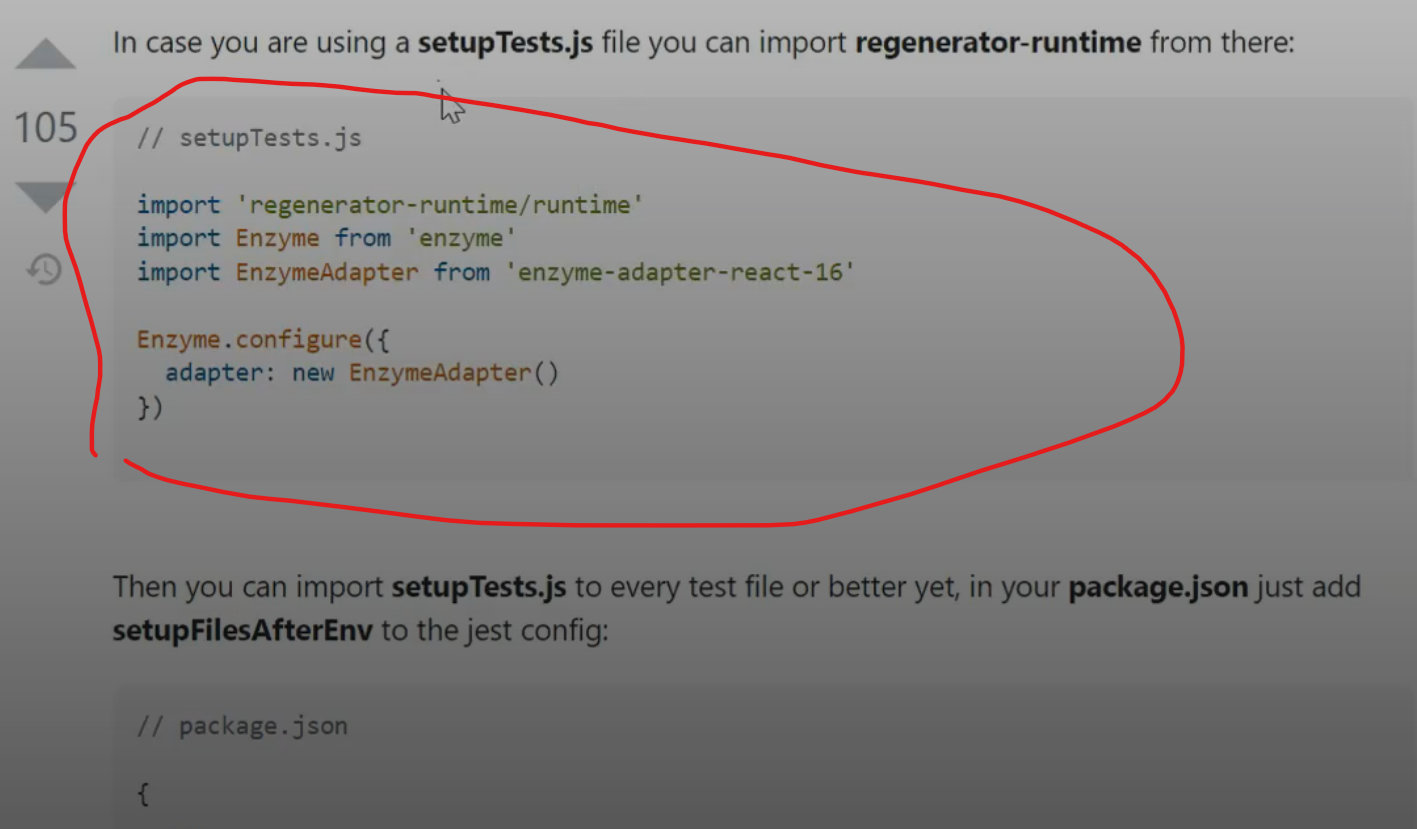 In case you are using a setupTests.js file you can import regenerator-runtime from there:
105
// setupTests.js
import 'regenerator-runtime/runtime'
import Enzyme from 'enzyme'
import EnzymeAdapter from 'enzyme-adapter-react-16'
Enzyme.configure({
  adapter: new EnzymeAdapter()
})
Then you can import setupTests.js to every test file or better yet, in your package.json just add
setupFilesAfterEnv to the jest config:
// package.json
{